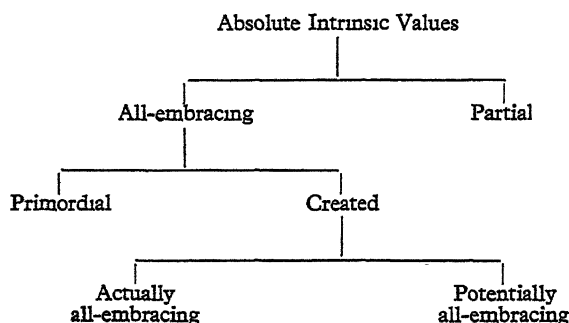 Absolute Intrinsic Values
All-embracing Partial
Primordial Created
Actually Potentially
all-embracing all-embracing